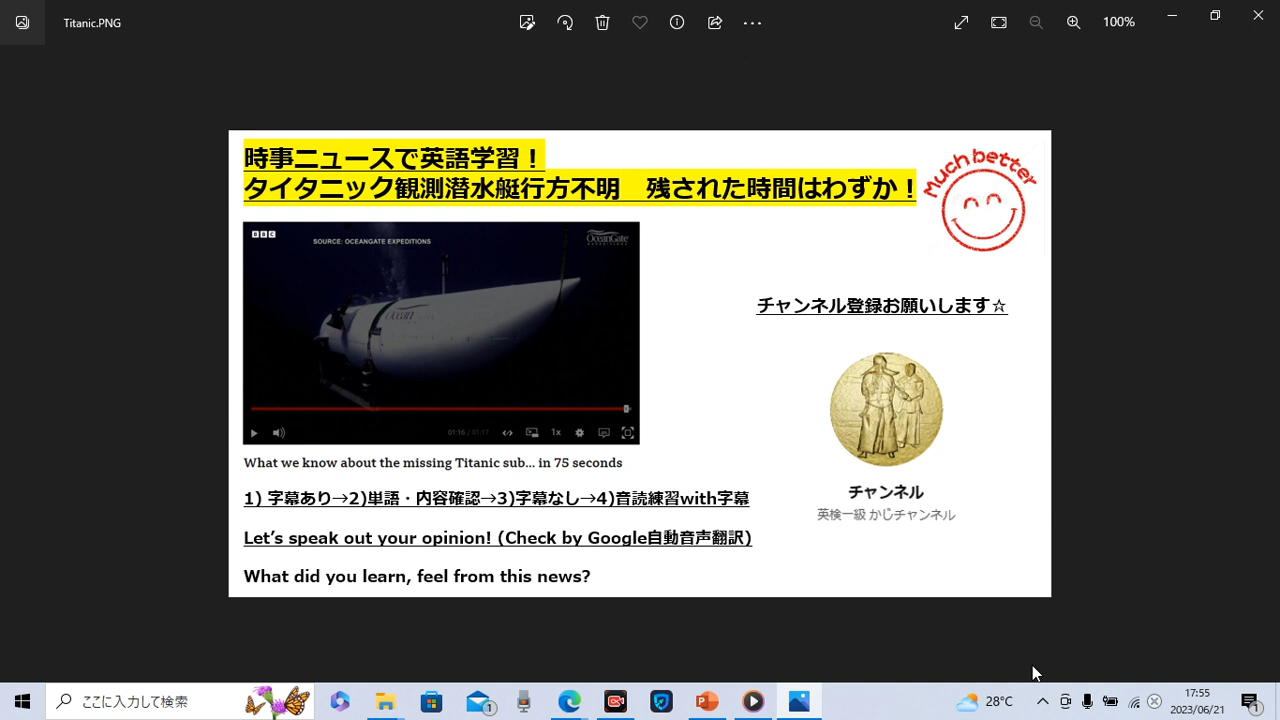 Titanic.PNG
100%
時事ニュースで英語学習！
タイタニック観測潜水艇行方不明　残された時間はわずか！
Much better
BBC
SOURCE: OCEANGATE EXPEDITIONS
OceanGate
EXPEDITIONS
Ocean
チャンネル登録お願いします☆
01:16 / 01:17
1x
What we know about the missing Titanic sub... in 75 seconds
1) 字幕あり→2)単語・内容確認→3)字幕なし→4)音読練習with字幕
チャンネル
英検一級 かじチャンネル
Let’s speak out your opinion! (Check by Google自動音声翻訳)
What did you learn, feel from this news?
ここに入力して検索
1
28°C
17:55
2023/06/21
1